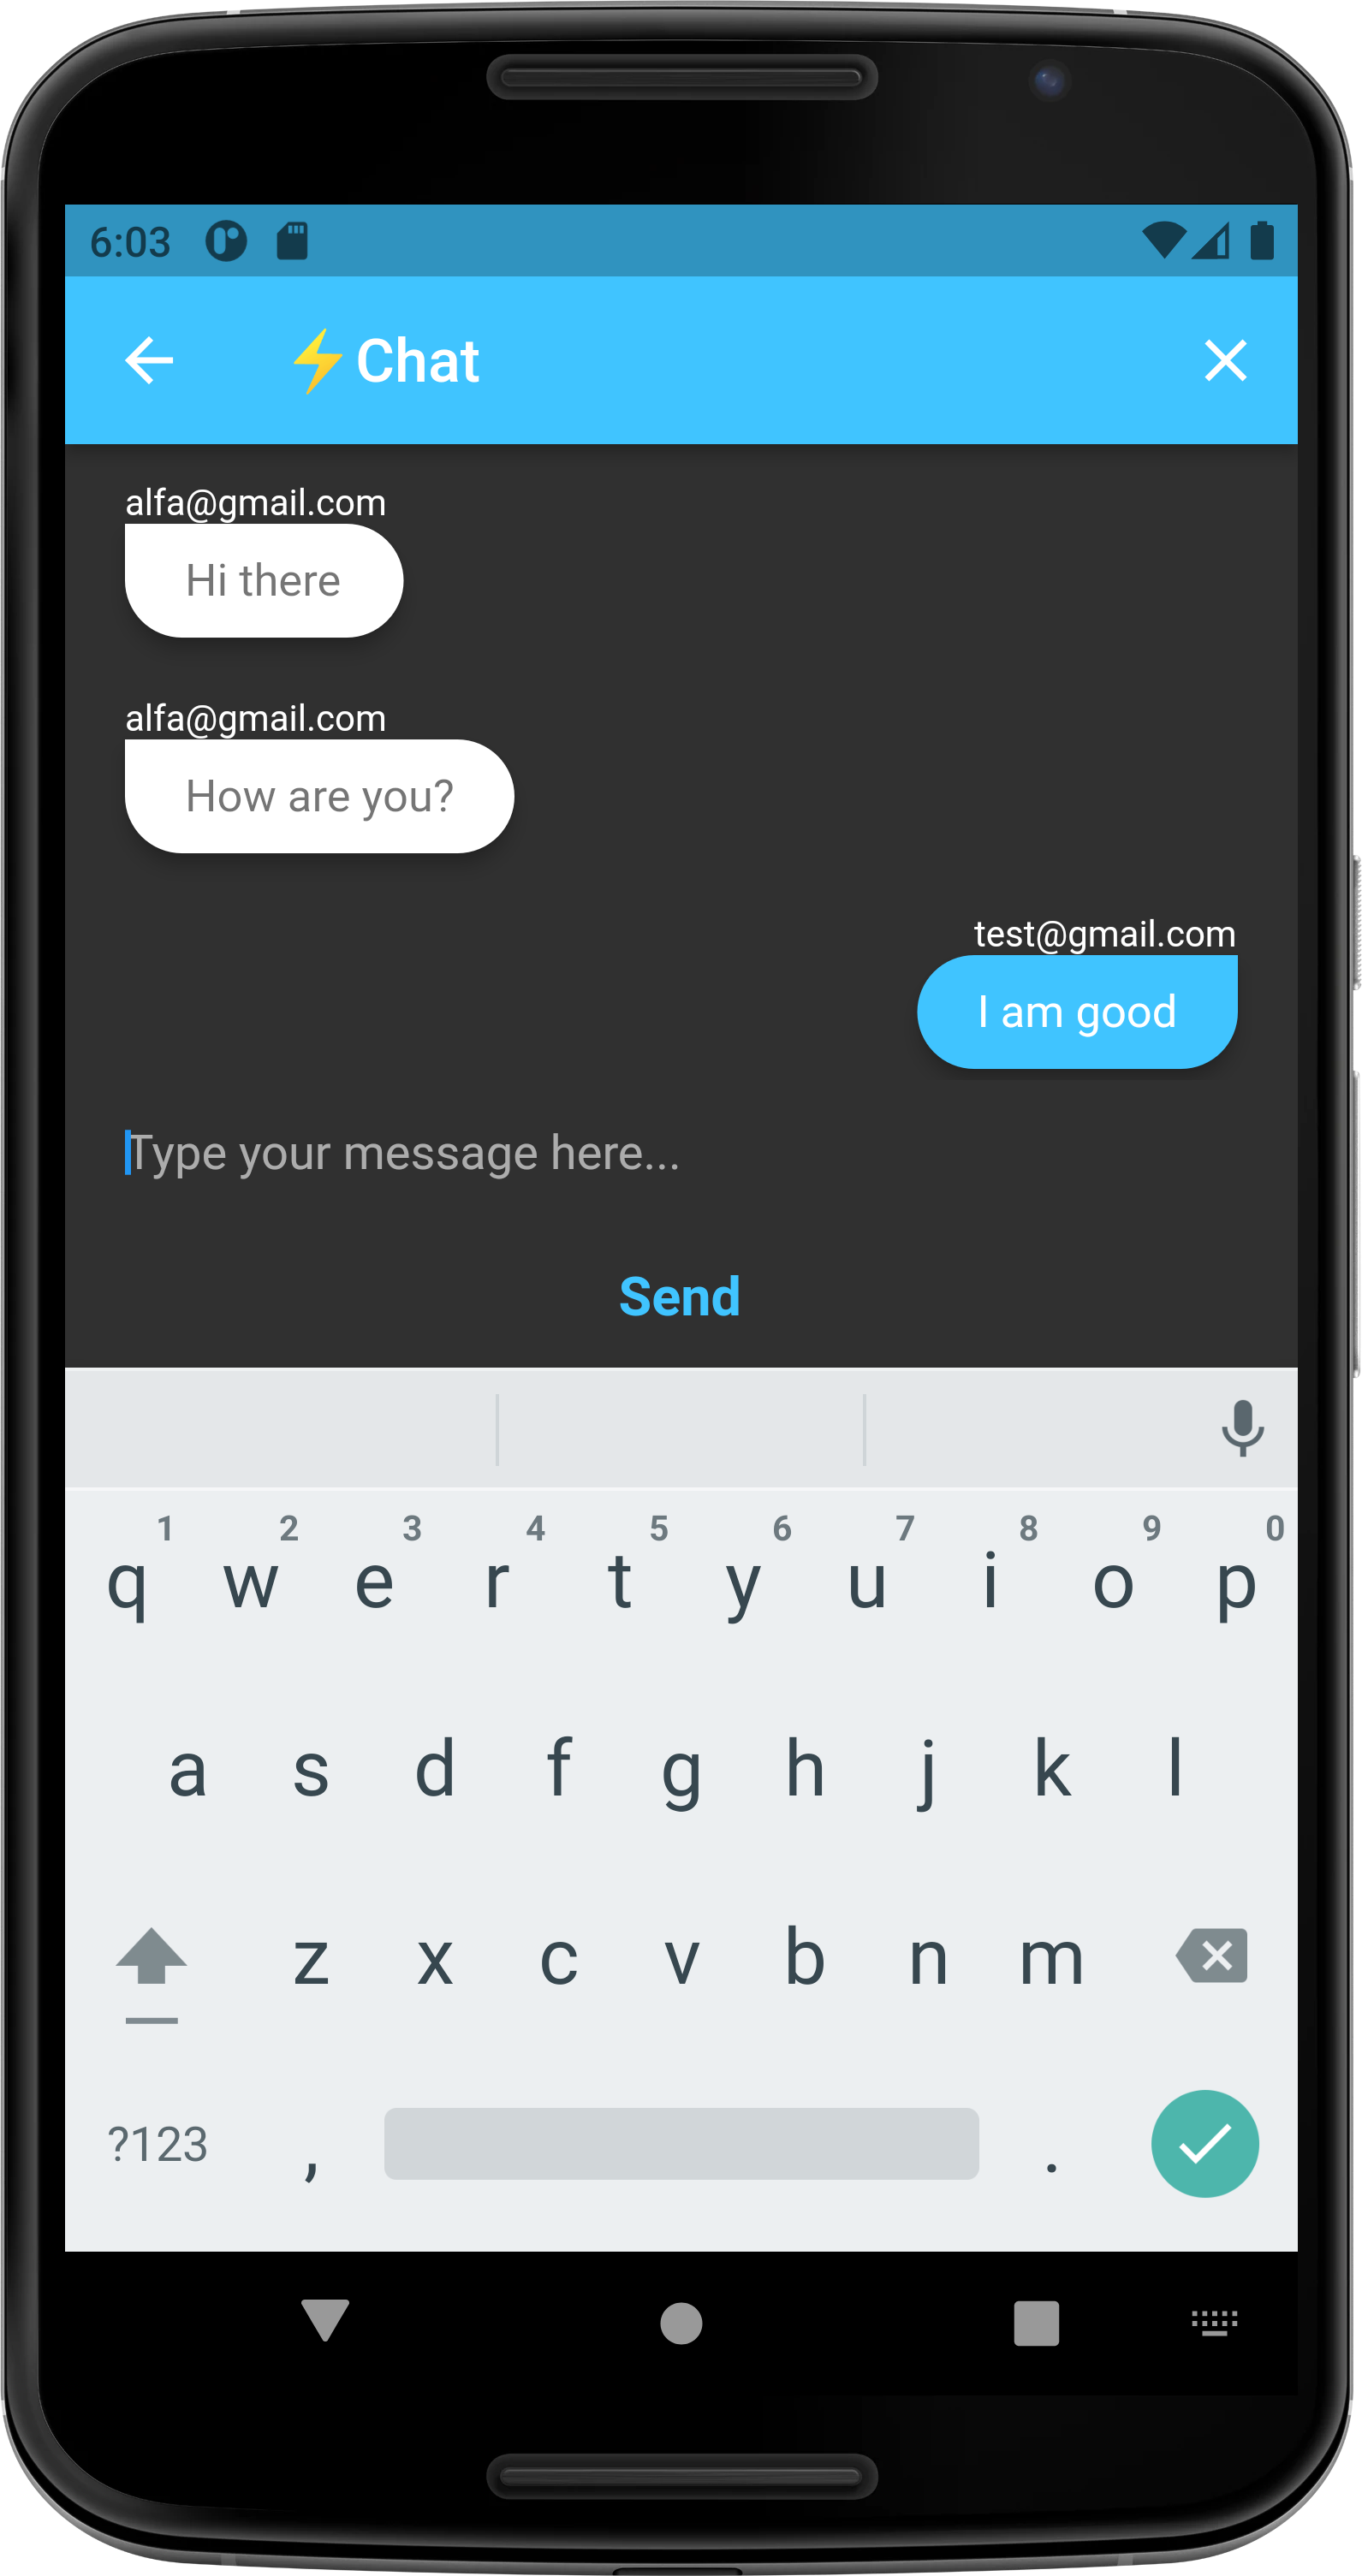 6:03
⚡Chat
alfa@gmail.com
Hi there
alfa@gmail.com
How are you?
test@gmail.com
I am good
Type your message here...
Send
1 2 3 4 5 6 7 8 9 0
q w e r t y u i o p
a s d f g h j k l
z x c v b n m
?123 , .